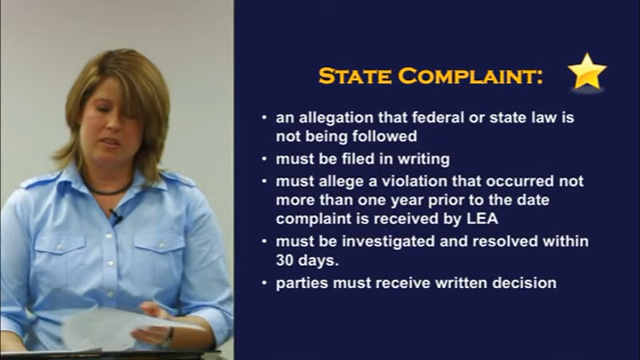 STATE COMPLAINT:
• an allegation that federal or state law is
not being followed
• must be filed in writing
• must allege a violation that occurred not
more than one year prior to the date
complaint is received by LEA
• must be investigated and resolved within
30 days.
• parties must receive written decision